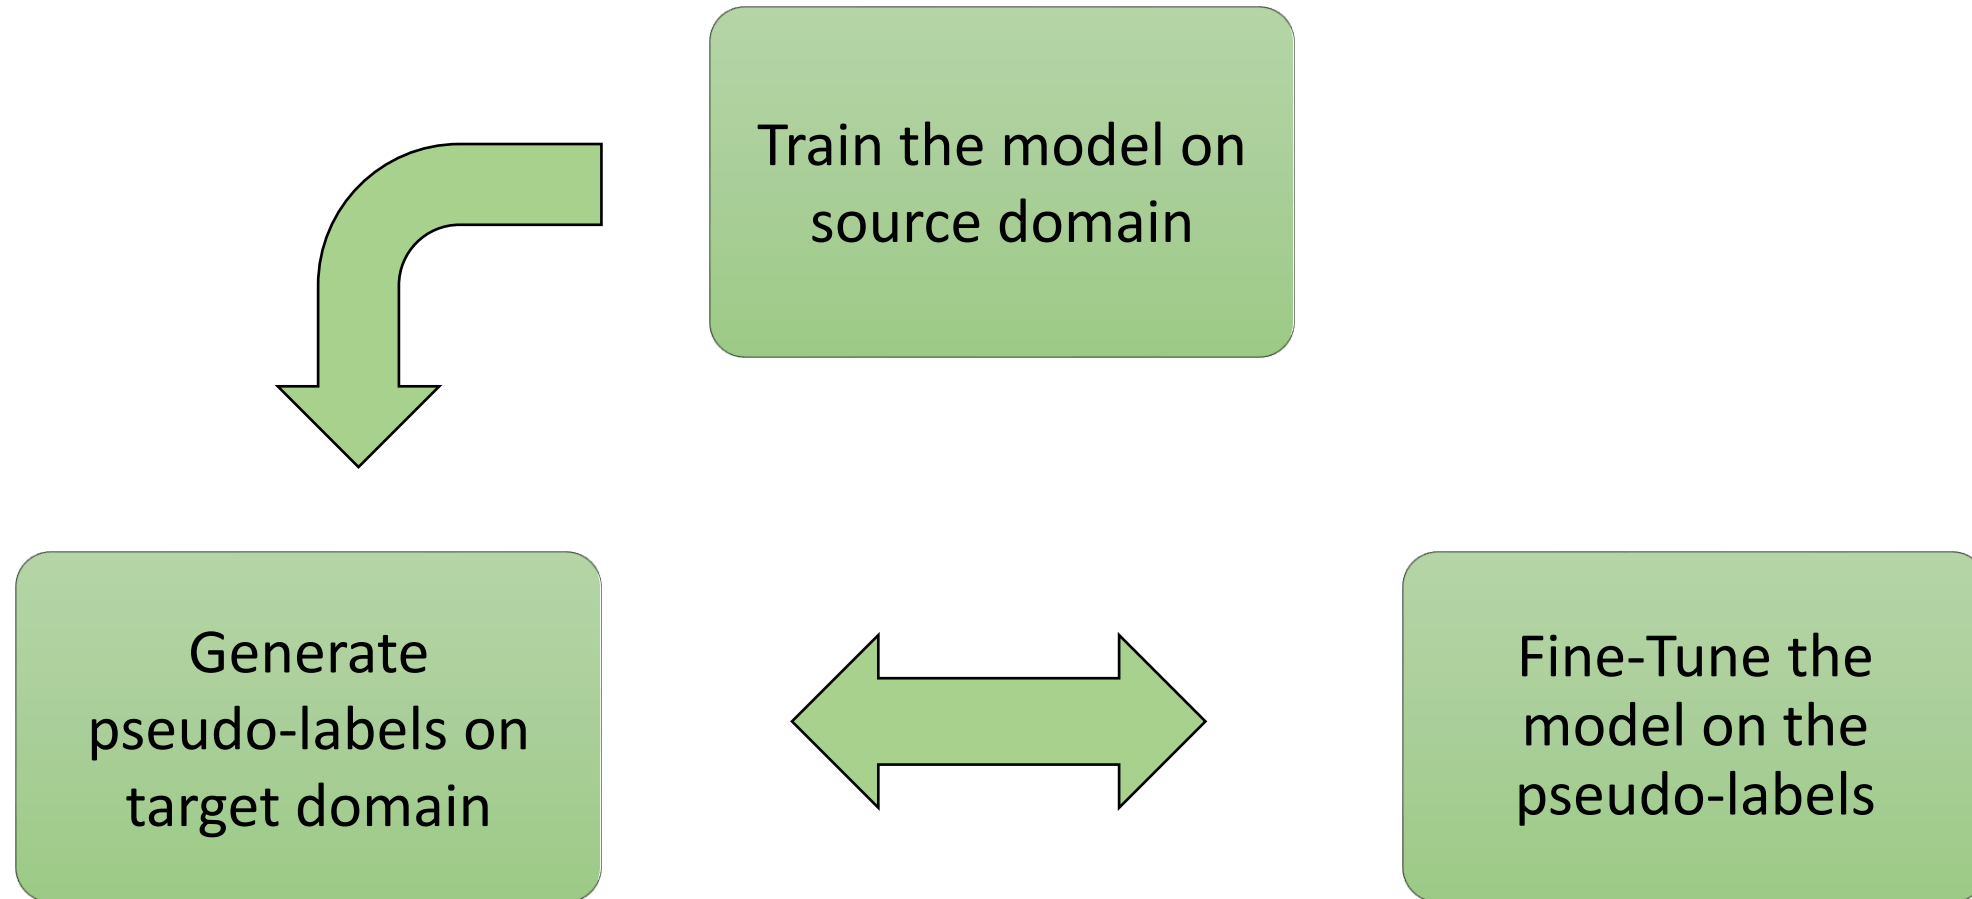 Train the model on
source domain
Generate
pseudo-labels on
target domain
Fine-Tune the
model on the
pseudo-labels